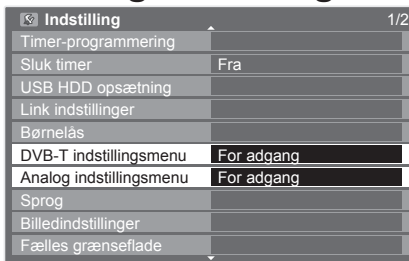 Indstilling 1/2
Timer-programmering
Sluk timer Fra
USB HDD opsætning
Link indstillinger
Børnelås
DVB-T indstillingsmenu For adgang
Analog indstillingsmenu For adgang
Sprog
Billedindstillinger
Fælles grænseflade